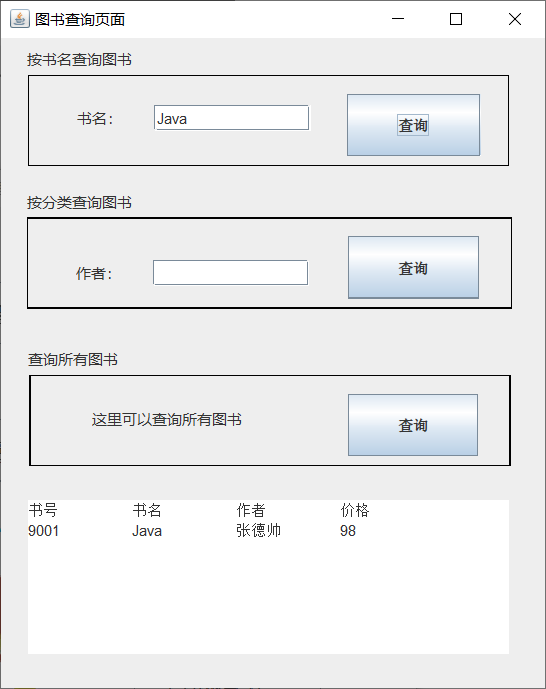 图书查询页面
按书名查询图书
书名： Java 查询
按分类查询图书
作者： 查询
查询所有图书
这里可以查询所有图书 查询
书号 书名 作者 价格
9001 Java 张德帅 98